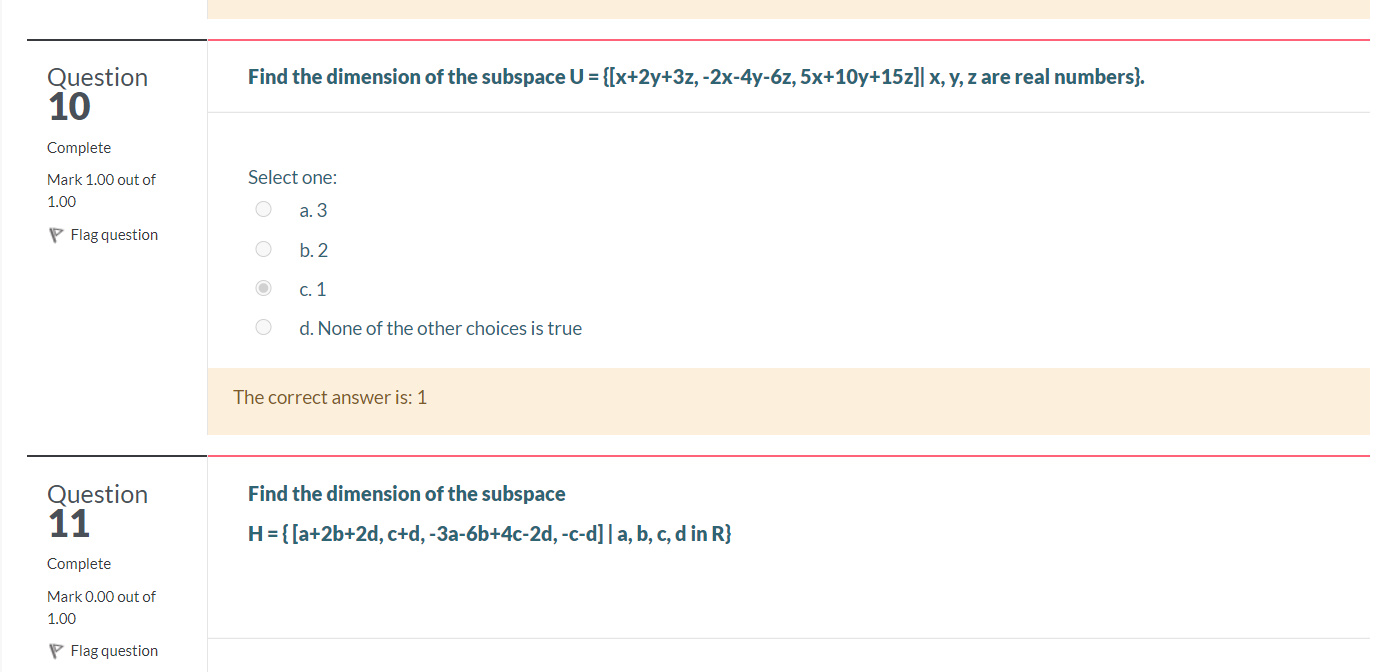 Question
10
Complete
Mark 1.00 out of
1.00
Flag question
Find the dimension of the subspace U = {[x+2y+3z, -2x-4y-6z, 5x+10y+15z]| x, y, z are real numbers}.
Select one:
a. 3
b. 2
c. 1
d. None of the other choices is true
The correct answer is: 1
Question
11
Complete
Mark 0.00 out of
1.00
Flag question
Find the dimension of the subspace
H = { [a+2b+2d, c+d, -3a-6b+4c-2d, -c-d] | a, b, c, d in R}